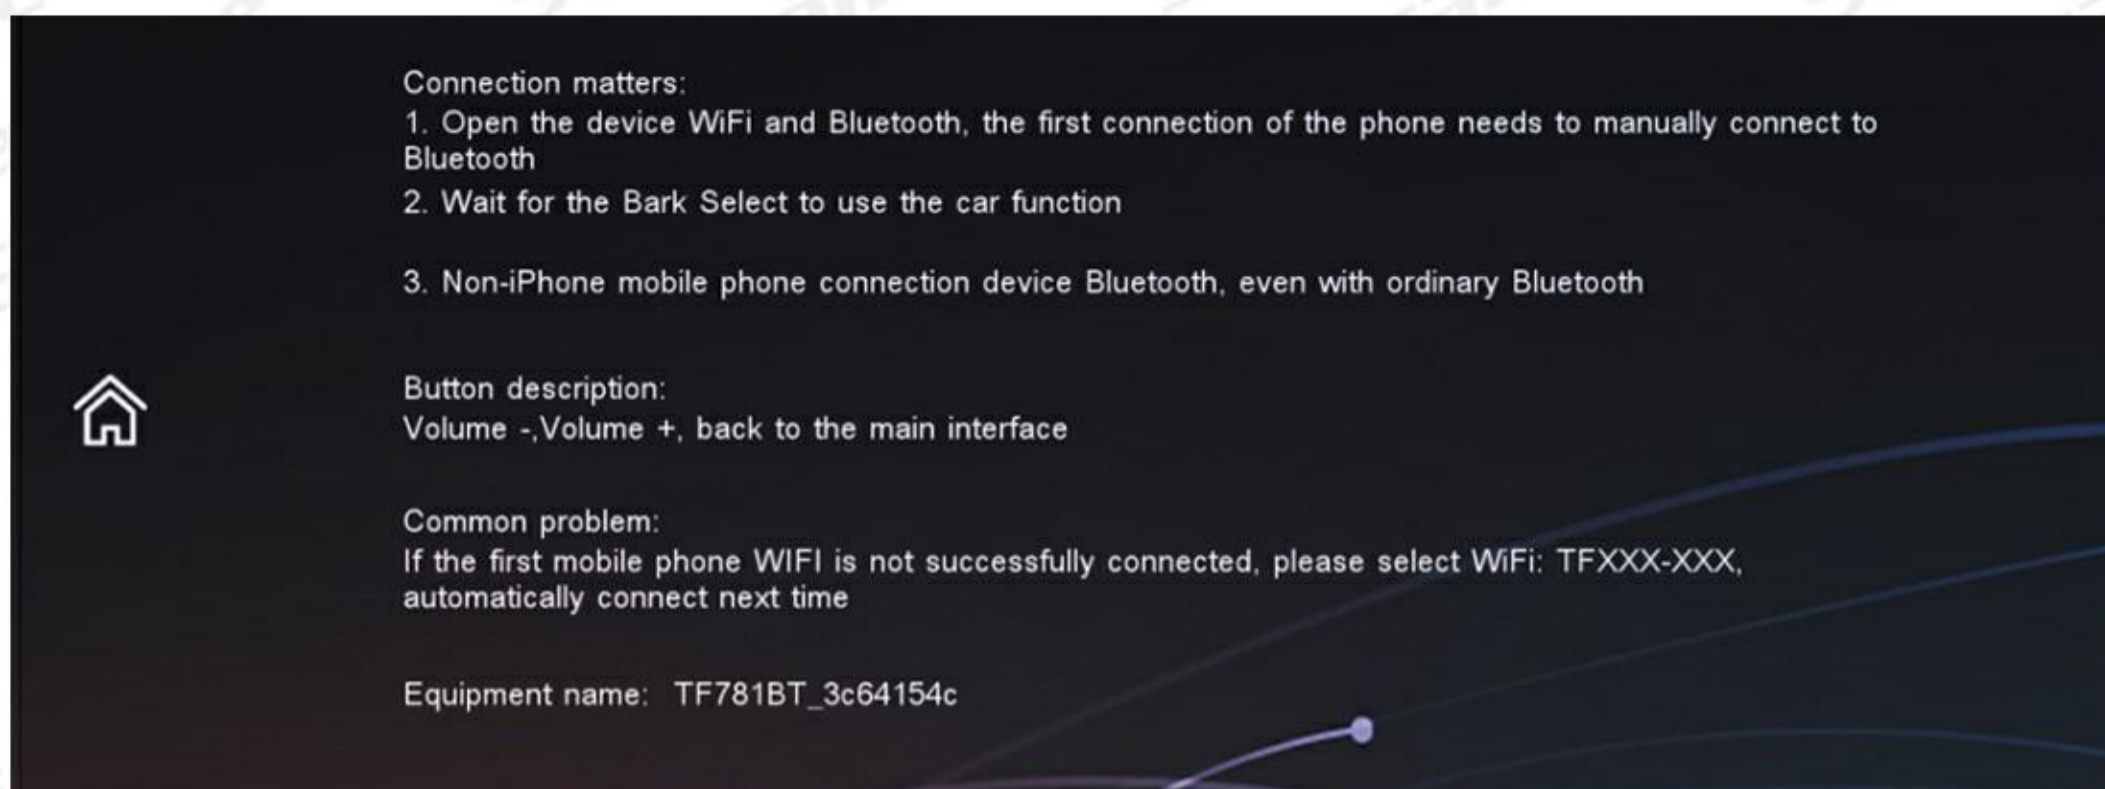 Connection matters:
1. Open the device WiFi and Bluetooth, the first connection of the phone needs to manually connect to
Bluetooth
2. Wait for the Bark Select to use the car function
3. Non-iPhone mobile phone connection device Bluetooth, even with ordinary Bluetooth
Button description:
Volume -,Volume +, back to the main interface
Common problem:
If the first mobile phone WIFI is not successfully connected, please select WiFi: TFXXX-XXX,
automatically connect next time
Equipment name: TF781BT_3c64154c